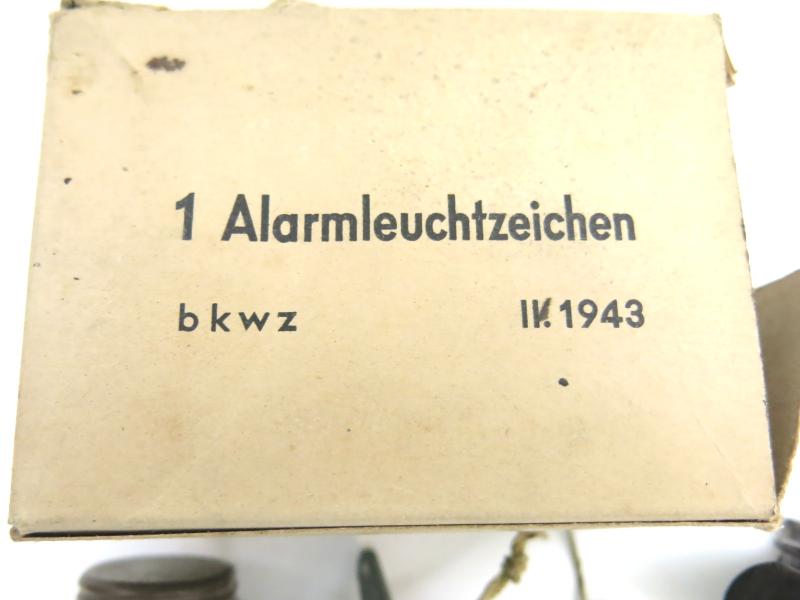 1 Alarmleuchtzeichen
bkwz IV. 1943